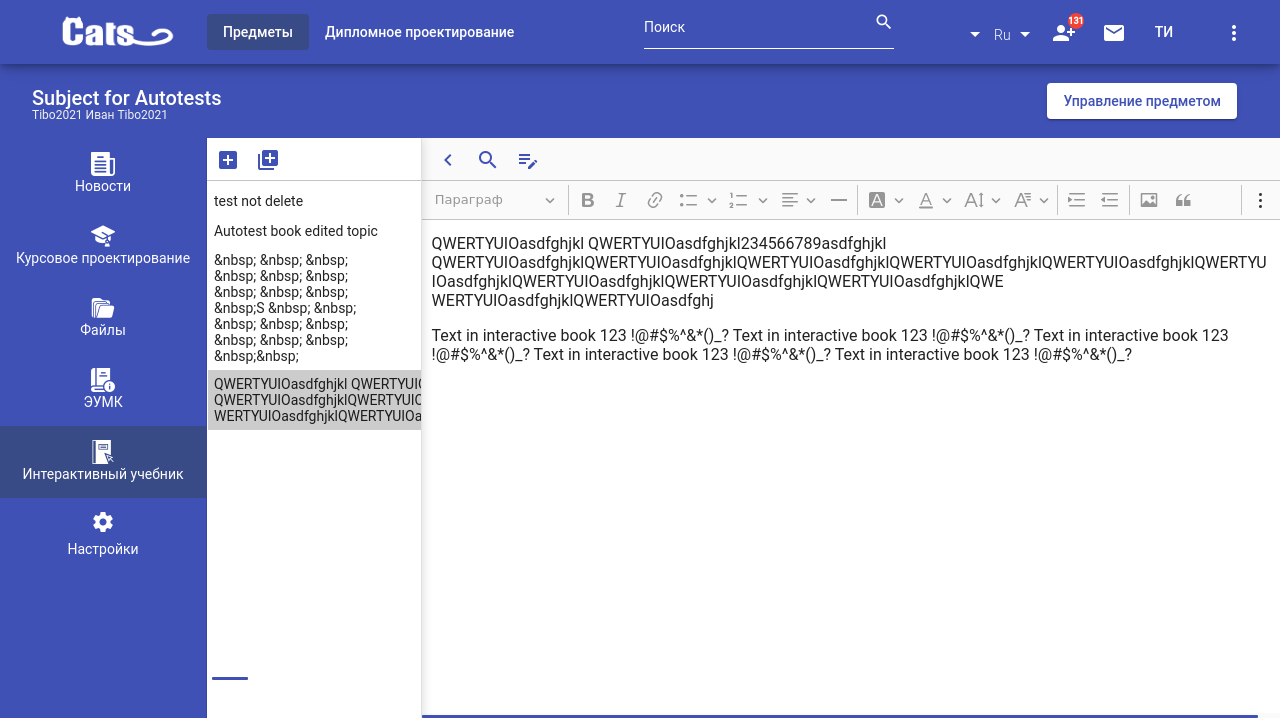 Cats
Предметы
Дипломное проектирование
Поиск
Ru
131
ТИ
Subject for Autotests
Tibo2021 Иван Tibo2021
Управление предметом
Новости
Курсовое проектирование
Файлы
ЭУМК
Интерактивный учебник
Настройки
test not delete
Autotest book edited topic
&nbsp; &nbsp; &nbsp;
&nbsp; &nbsp; &nbsp;
&nbsp; &nbsp; &nbsp;
&nbsp;S &nbsp; &nbsp;
&nbsp; &nbsp; &nbsp;
&nbsp; &nbsp; &nbsp;
&nbsp;&nbsp;
QWERTYUIOasdfghjkl QWERTYUIO
QWERTYUIOasdfghjklQWERTYUIO
WERTYUIOasdfghjklQWERTYUIOa
Параграф
QWERTYUIOasdfghjkl QWERTYUIOasdfghjkl234566789asdfghjkl
QWERTYUIOasdfghjklQWERTYUIOasdfghjklQWERTYUIOasdfghjklQWERTYUIOasdfghjklQWERTYUIOasdfghjklQWERTYU
IOasdfghjklQWERTYUIOasdfghjklQWERTYUIOasdfghjklQWERTYUIOasdfghjklQWE
WERTYUIOasdfghjklQWERTYUIOasdfghj
Text in interactive book 123 !@#$%^&*()_? Text in interactive book 123 !@#$%^&*()_? Text in interactive book 123
!@#$%^&*()_? Text in interactive book 123 !@#$%^&*()_? Text in interactive book 123 !@#$%^&*()_?